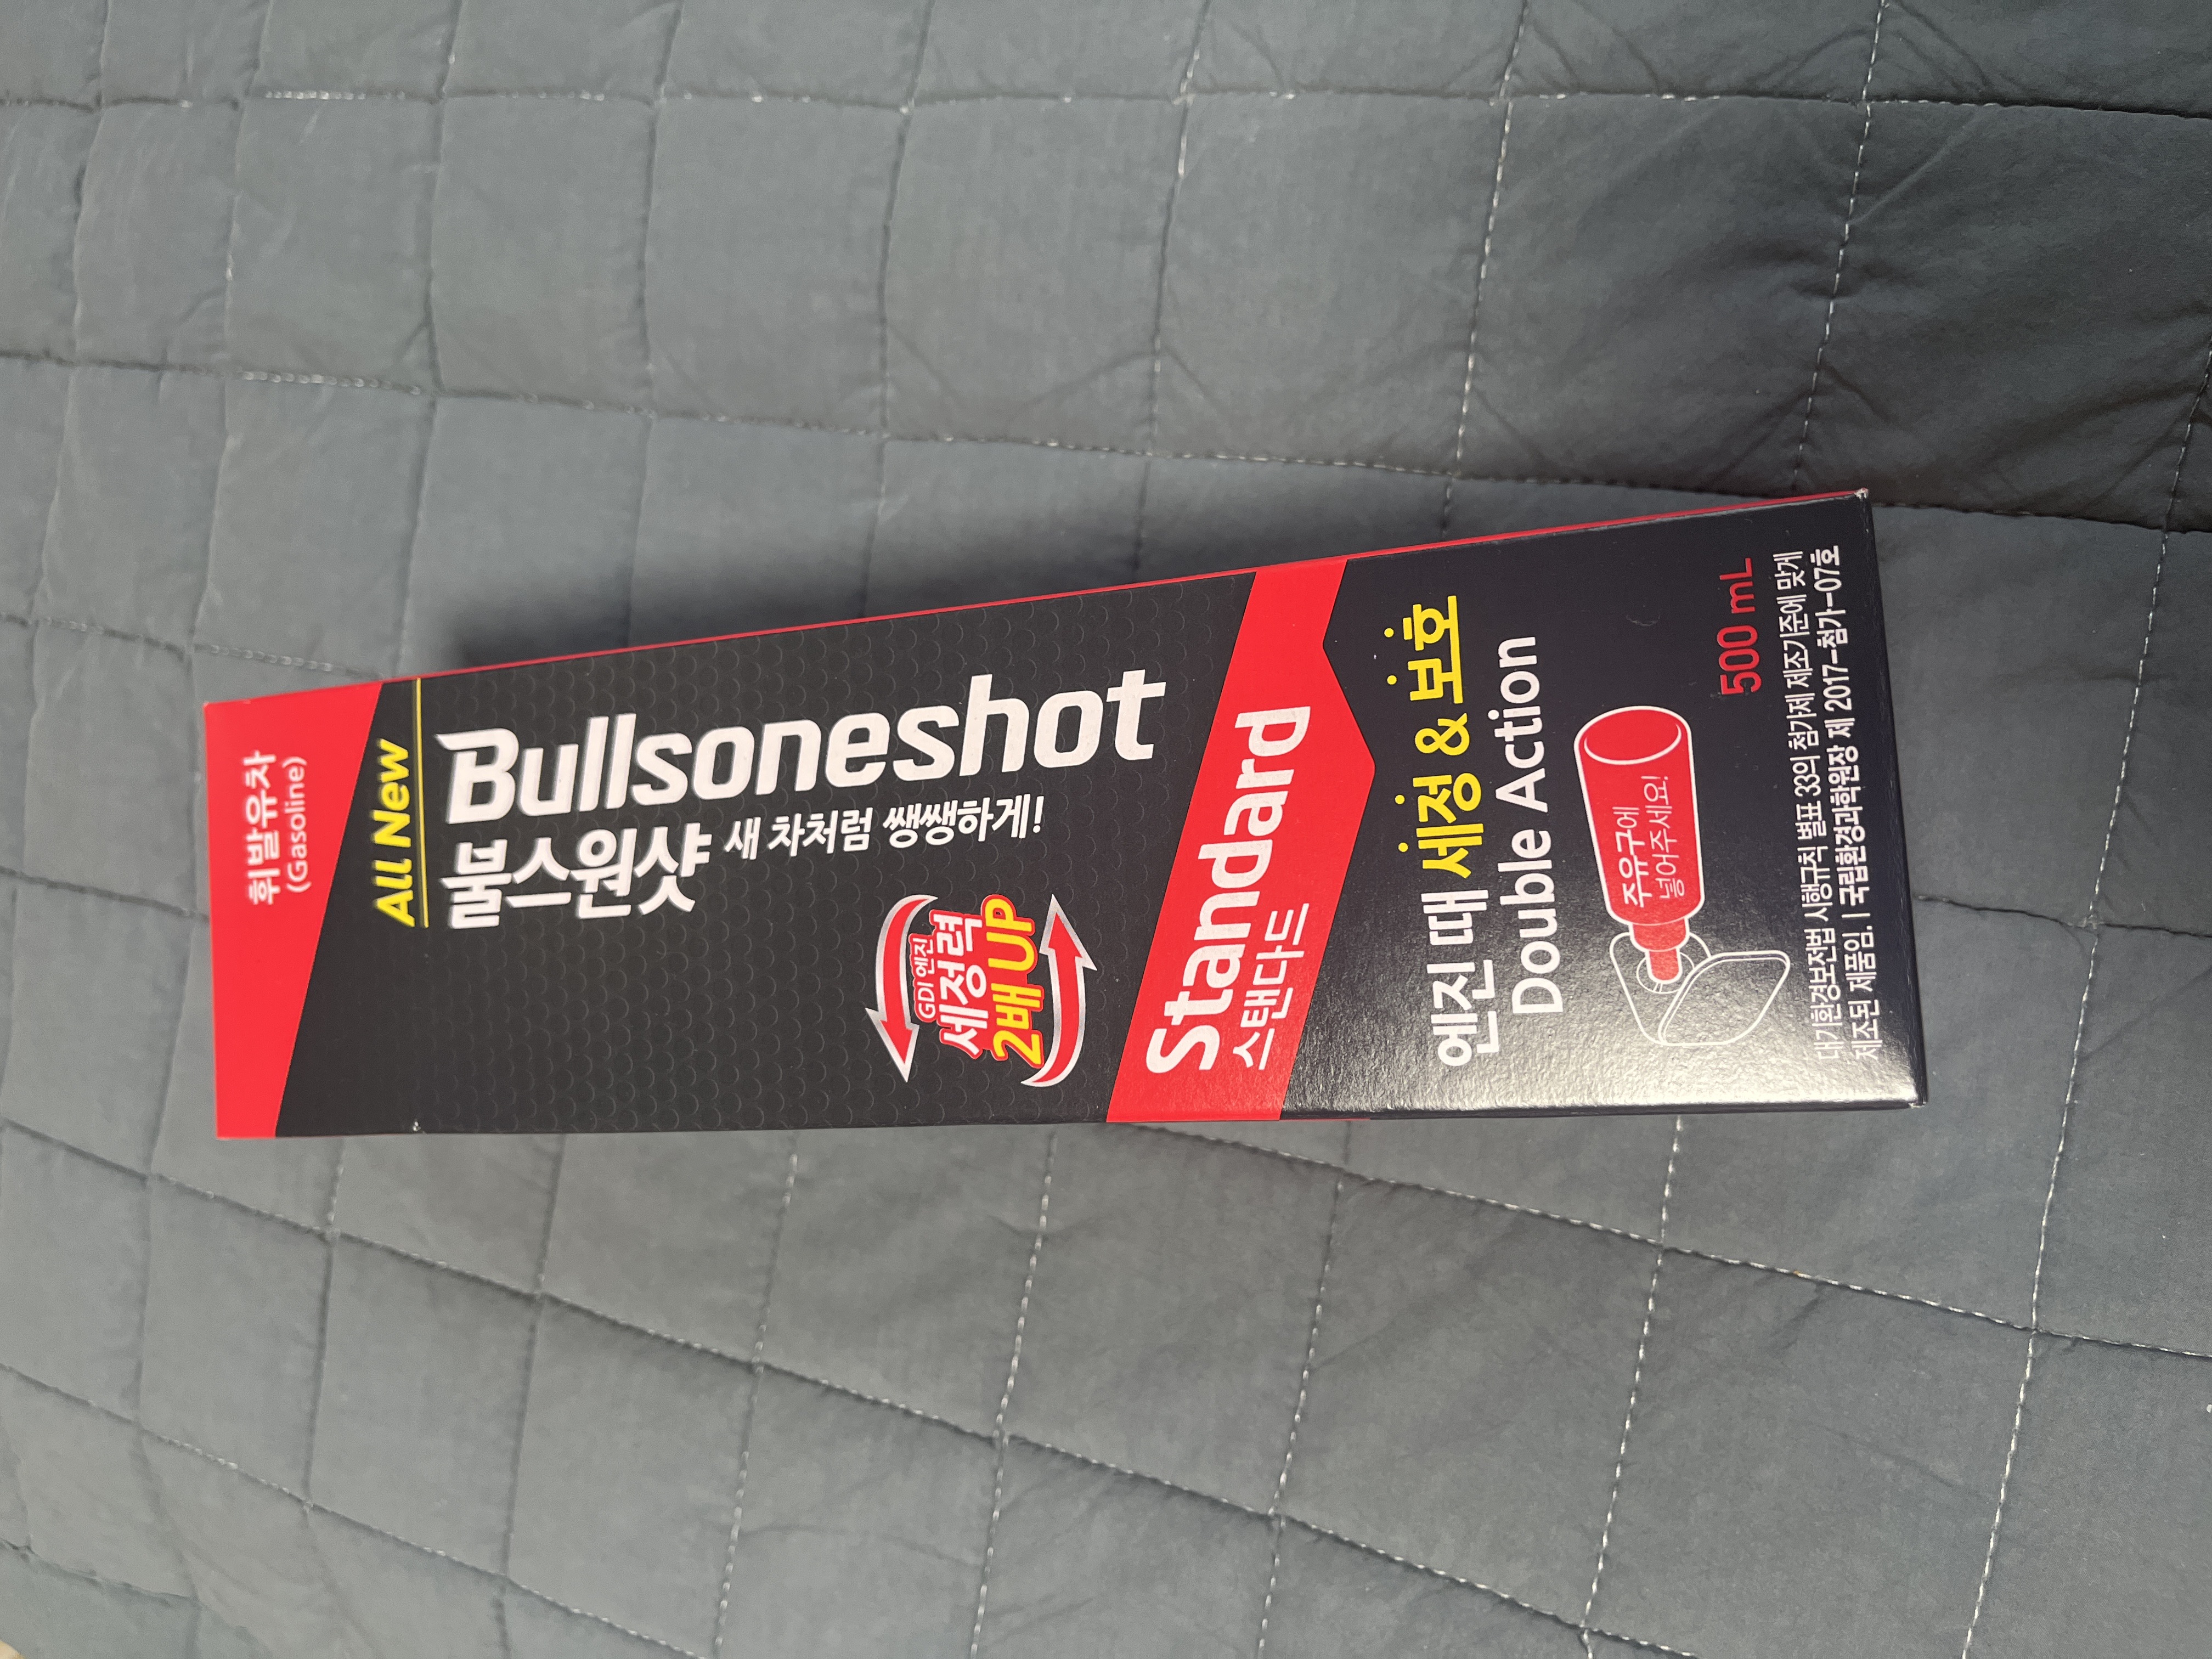 휘발유차
(Gasoline)
All New
Bullsoneshot
불스원샷 새 차처럼 쌩쌩하게!
GDI 엔진
세정력
2배 UP
Standard
스탠다드
엔진 때 세정 & 보호
Double Action
주유구에
넣어주세요!
500 mL
대기환경보전법 시행규칙 별표 33의 첨가제 제조기준에 맞게
제조된 제품임. | 국립환경과학원장 제 2017-첨가-07호